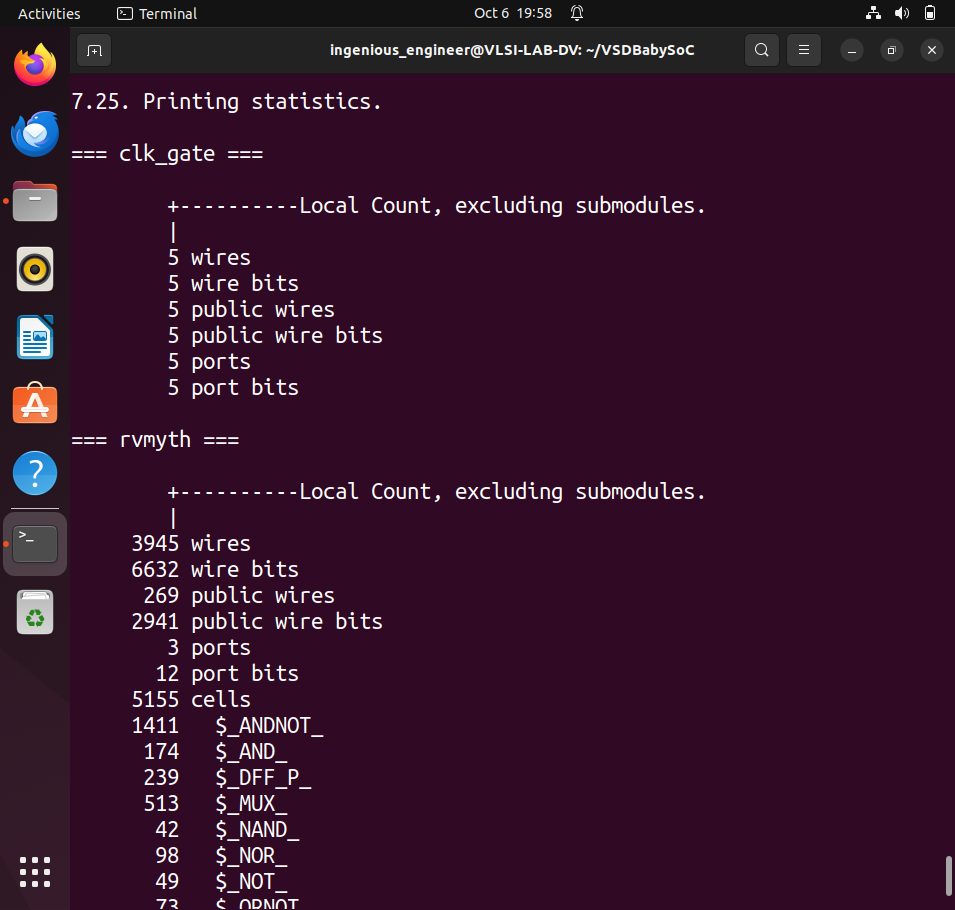 Activities Terminal Oct 6 19:58
ingenious_engineer@VLSI-LAB-DV: ~/VSDBabySoC
7.25. Printing statistics.
=== clk_gate ===
+----------Local Count, excluding submodules.
|
5 wires
5 wire bits
5 public wires
5 public wire bits
5 ports
5 port bits
=== rvmyth ===
+----------Local Count, excluding submodules.
|
3945 wires
6632 wire bits
269 public wires
2941 public wire bits
3 ports
12 port bits
5155 cells
1411 $_ANDNOT_
174 $_AND_
239 $_DFF_P_
513 $_MUX_
42 $_NAND_
98 $_NOR_
49 $_NOT_
73 $_ORNOT_